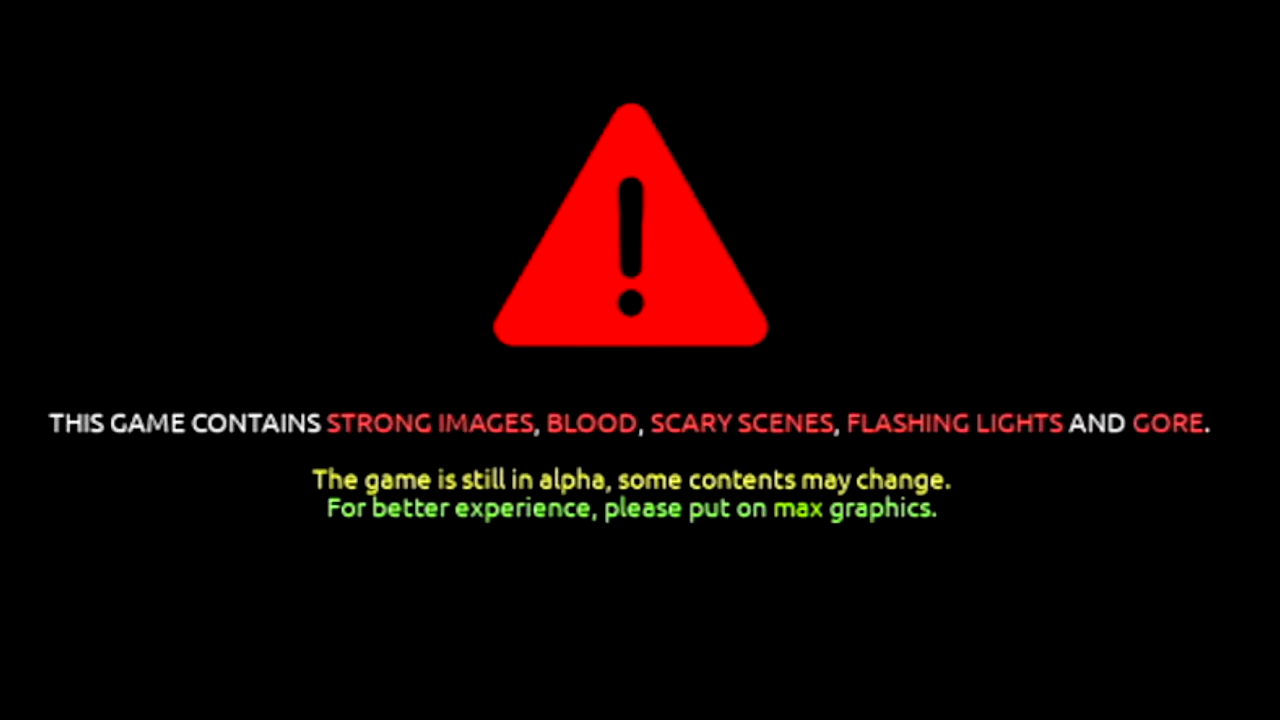 THIS GAME CONTAINS STRONG IMAGES, BLOOD, SCARY SCENES, FLASHING LIGHTS AND GORE.
The game is still in alpha, some contents may change.
For better experience, please put on max graphics.